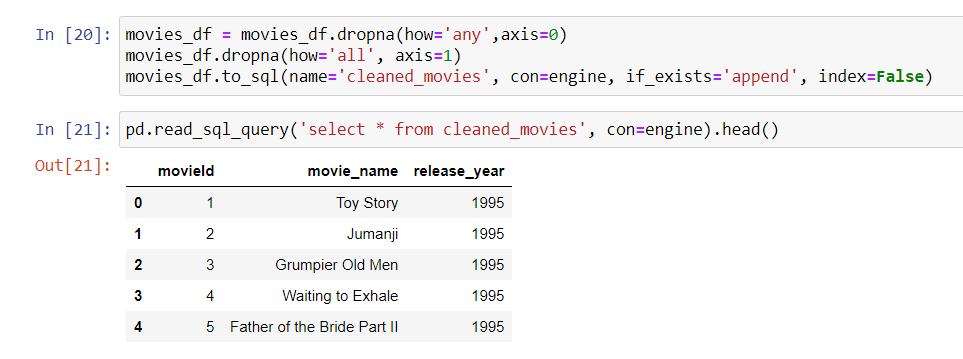 In [20]: movies_df = movies_df.dropna(how='any',axis=0)
movies_df.dropna(how='all', axis=1)
movies_df.to_sql(name='cleaned_movies', con=engine, if_exists='append', index=False)
In [21]: pd.read_sql_query('select * from cleaned_movies', con=engine).head()
Out[21]:
movieId movie_name release_year
0 1 Toy Story 1995
1 2 Jumanji 1995
2 3 Grumpier Old Men 1995
3 4 Waiting to Exhale 1995
4 5 Father of the Bride Part II 1995